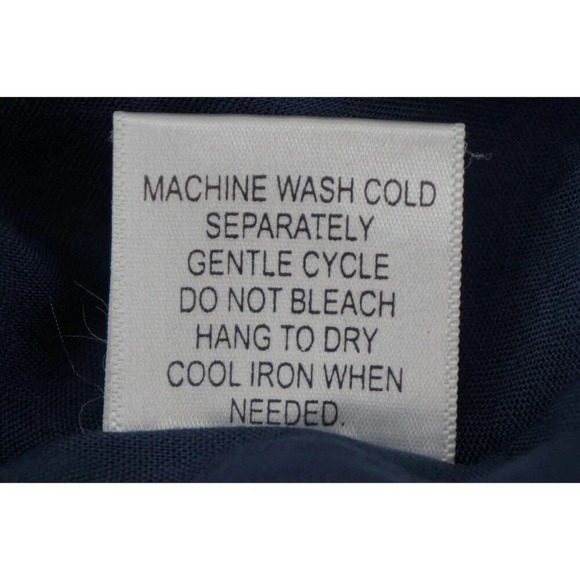 MACHINE WASH COLD
SEPARATELY
GENTLE CYCLE
DO NOT BLEACH
HANG TO DRY
COOL IRON WHEN
NEEDED.